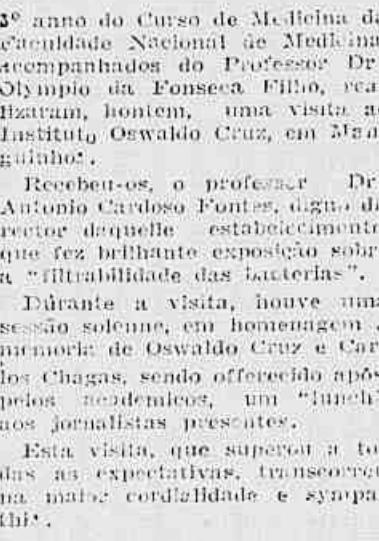 3º anno do Curso de Medicina da
Faculdade Nacional de Medicina
acompanhados do Professor Dr.
Olympio da Fonseca Filho, rea
lizaram, hontem, uma visita a
Instituto Oswaldo Cruz, em Man
guinhos.
Recebeu-os, o professor Dr.
Antonio Cardoso Fontes, digno di
rector daquelle estabelecimento
que fez brilhante exposição sobr
a "filtrabilidade das bacterias".
Durante a visita, houve uma
sessão solenne, em homenagem á
memoria de Oswaldo Cruz e Car
los Chagas, sendo offerecido após
pelos academicos, um "lunch"
aos jornalistas presentes.
Esta visita, que superou a to
das as expectativas, transcorreu
na maior cordialidade e sympa
thia.